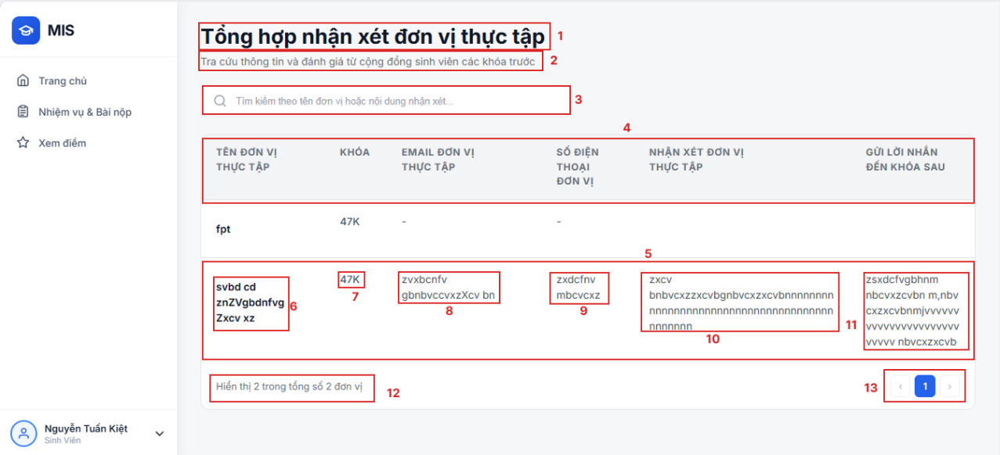 MIS
Trang chủ
Nhiệm vụ & Bài nộp
Xem điểm
Tổng hợp nhận xét đơn vị thực tập 1
Tra cứu thông tin và đánh giá từ cộng đồng sinh viên các khóa trước 2
Tìm kiếm theo tên đơn vị hoặc nội dung nhận xét... 3
4
TÊN ĐƠN VỊ
THỰC TẬP
KHÓA
EMAIL ĐƠN VỊ
THỰC TẬP
SỐ ĐIỆN
THOẠI
ĐƠN VỊ
NHẬN XÉT ĐƠN VỊ
THỰC TẬP
GỬI LỜI NHẮN
ĐẾN KHÓA SAU
fpt
47K
-
-
5
svbd cd
znZVgbdnfvg
Zxcv xz
6
47K
7
zvxbcnfv
gbnbvccvxzXcv bn
8
zxdcfnv
mbcvcxz
9
zxcv
bnbvcxzzxcvbgnbvcxzxcvbnnnnnnnn
nnnnnnnnnnnnnnnnnnnnnnnnnnnnnn
nnnnnnn
10
11
zsxdcfvgbhnm
nbcvxzcvbn m,nbv
cxzxcvbnmjvvvvvv
vvvvvvvvvvvvvvvvv
vvvvv nbvcxzxcvb
Hiển thị 2 trong tổng số 2 đơn vị 12
13
‹ 1 ›
Nguyễn Tuấn Kiệt
Sinh Viên